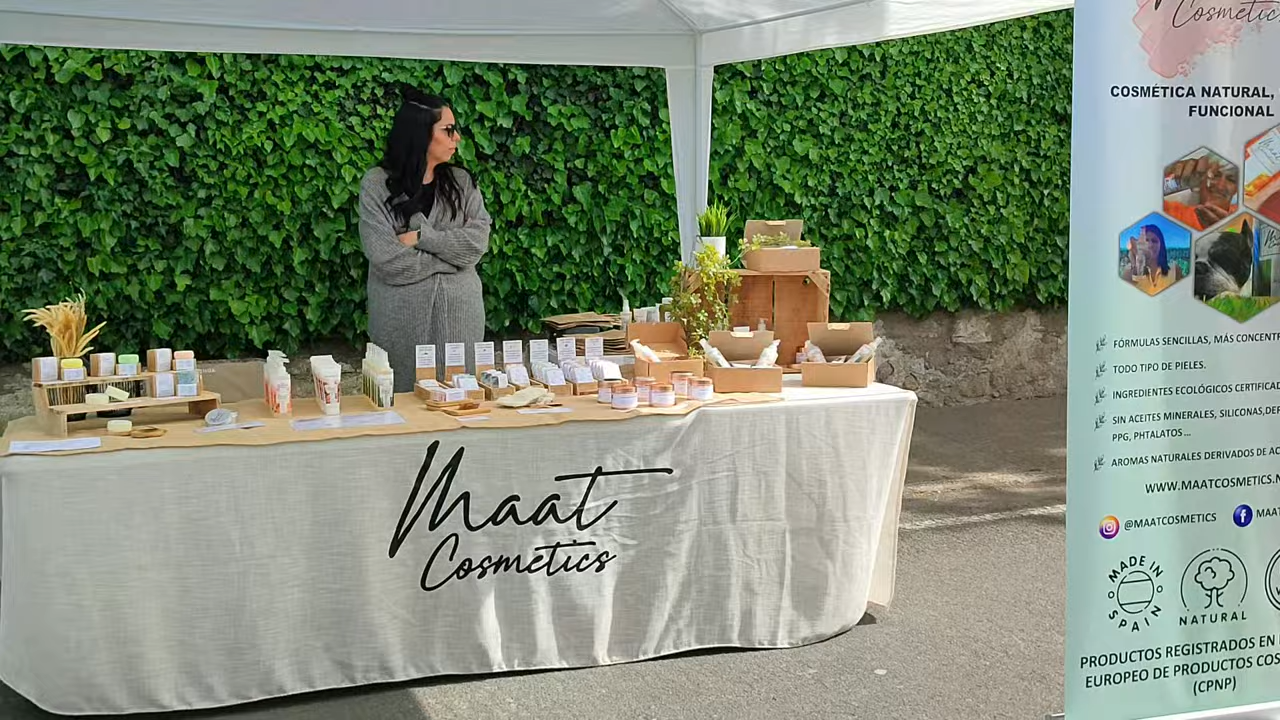 Maat
Cosmetics
Cosmetic
COSMÉTICA NATURAL,
FUNCIONAL
FÓRMULAS SENCILLAS, MÁS CONCENT
TODO TIPO DE PIELES.
INGREDIENTES ECOLÓGICOS CERTIFICA
SIN ACEITES MINERALES, SILICONAS,DE
PPG, PHTALATOS...
AROMAS NATURALES DERIVADOS DE AC
WWW.MAATCOSMETICS.
@MAATCOSMETICS
MAAT
MADE IN
SPAIN
NATURAL
PRODUCTOS REGISTRADOS EN
EUROPEO DE PRODUCTOS COS
(CPNP)